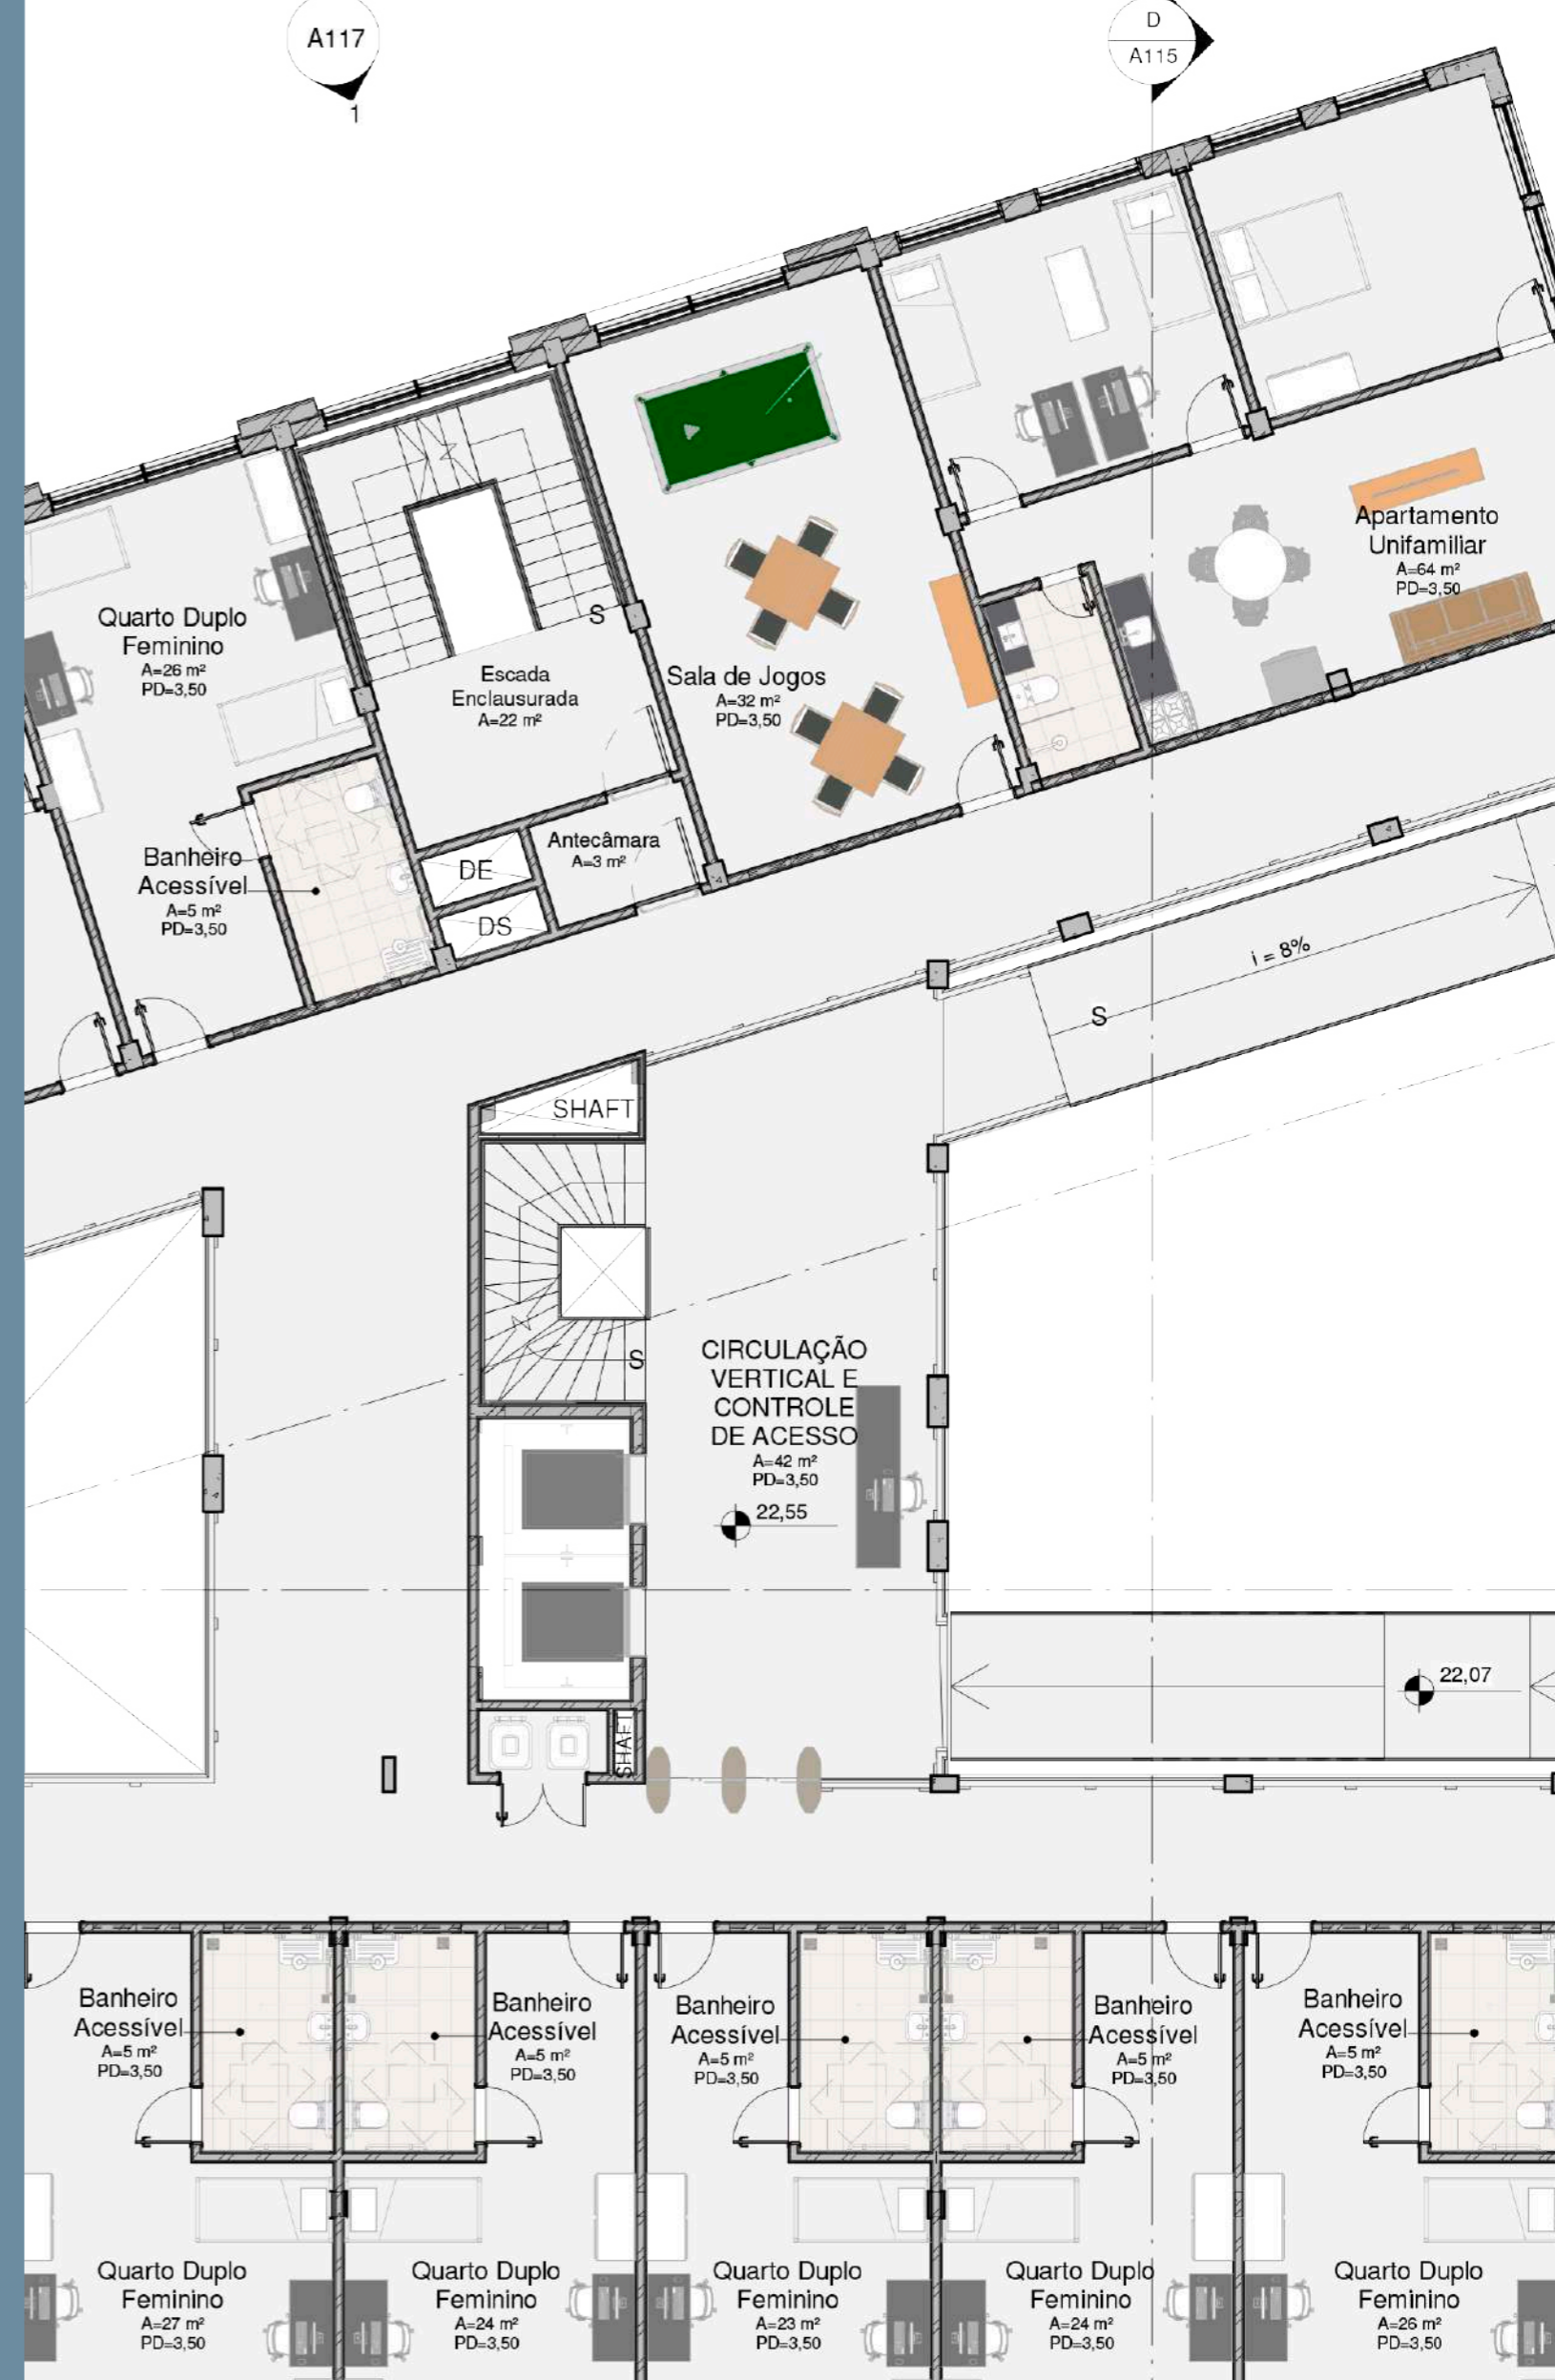 A117
1
D
A115
Apartamento
Unifamiliar
A=64 m²
PD=3,50
Quarto Duplo
Feminino
A=26 m²
PD=3,50
S
Escada
Enclausurada
A=22 m²
Sala de Jogos
A=32 m²
PD=3,50
Antecâmara
A=3 m²
DE
DS
Banheiro
Acessível
A=5 m²
PD=3,50
i = 8%
S
SHAFT
S
CIRCULAÇÃO
VERTICAL E
CONTROLE
DE ACESSO
A=42 m²
PD=3,50
22,55
22,07
SHAFT
Banheiro
Acessível
A=5 m²
PD=3,50
Banheiro
Acessível
A=5 m²
PD=3,50
Banheiro
Acessível
A=5 m²
PD=3,50
Banheiro
Acessível
A=5 m²
PD=3,50
Banheiro
Acessível
A=5 m²
PD=3,50
Quarto Duplo
Feminino
A=27 m²
PD=3,50
Quarto Duplo
Feminino
A=24 m²
PD=3,50
Quarto Duplo
Feminino
A=23 m²
PD=3,50
Quarto Duplo
Feminino
A=24 m²
PD=3,50
Quarto Duplo
Feminino
A=26 m²
PD=3,50